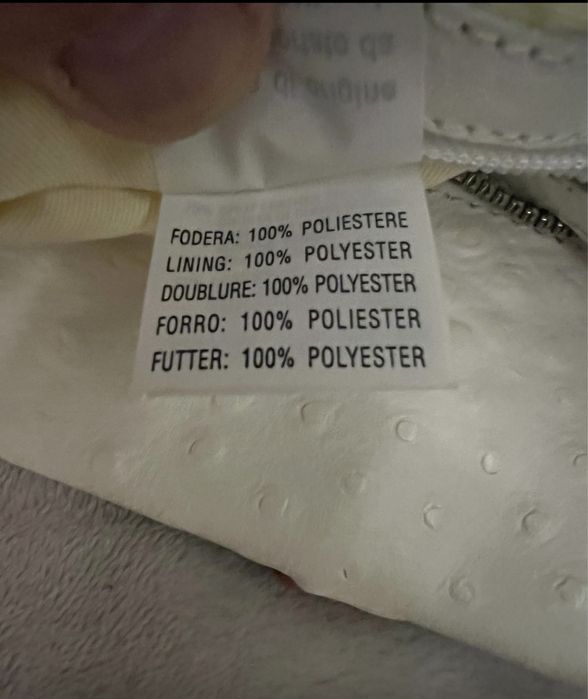 FODERA: 100% POLIESTERE
LINING: 100% POLYESTER
DOUBLURE: 100% POLYESTER
FORRO: 100% POLIESTER
FUTTER: 100% POLYESTER